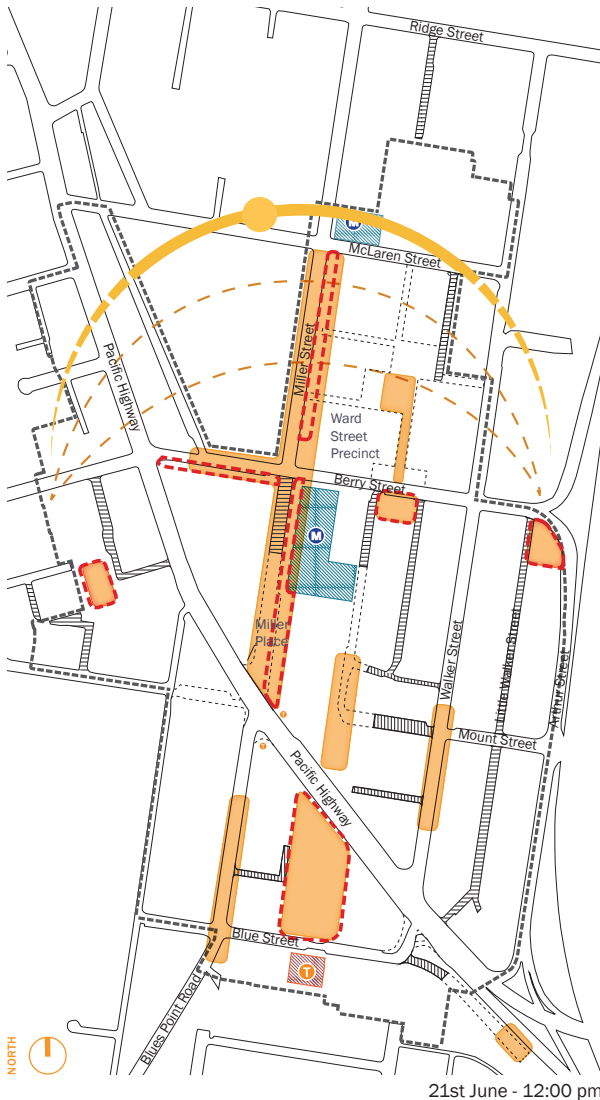 Ridge Street
M
McLaren Street
Pacific Highway
Miller Street
Ward
Street
Precinct
Berry Street
M
Miller
Place
Walker Street
Little Walker Street
Arthur Street
T
T
Mount Street
Pacific Highway
Blue Street
T
Blues Point Road
NORTH
21st June - 12:00 pm